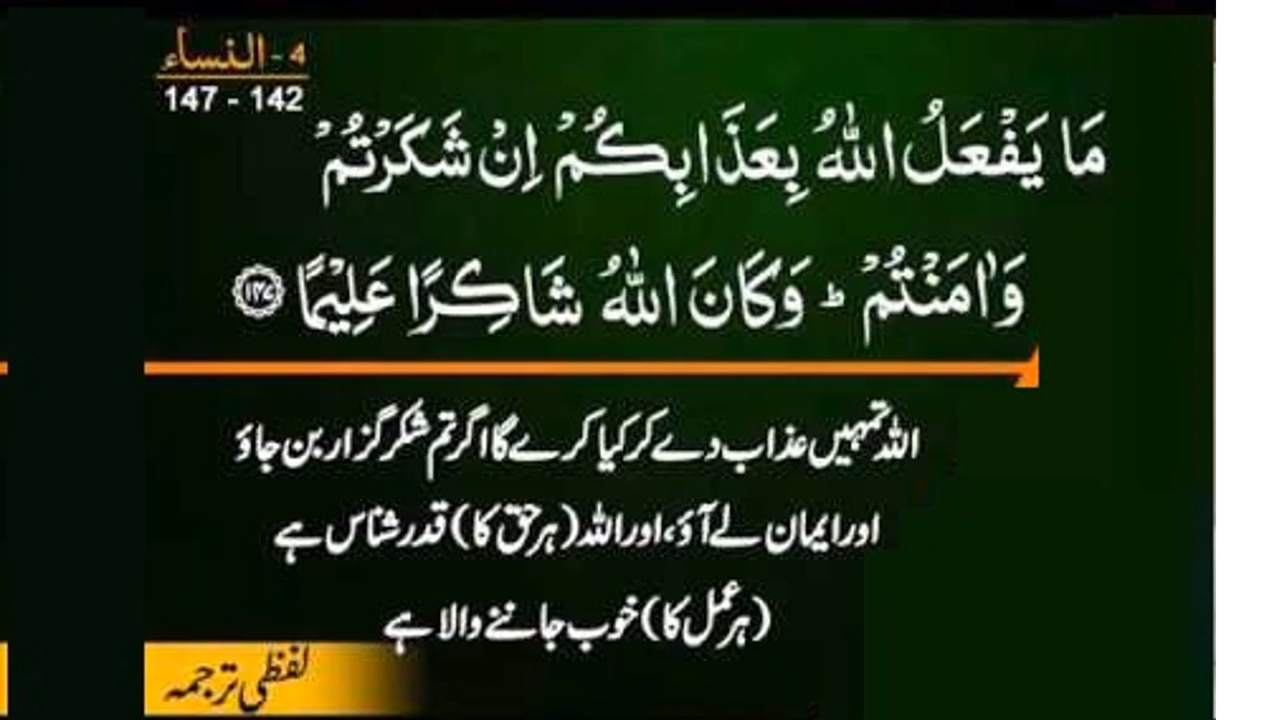 4 - النساء
147 - 142
مَا يَفْعَلُ اللّٰهُ بِعَذَابِكُمْ اِنْ شَكَرْتُمْ
وَاٰمَنْتُمْ ؕ وَكَانَ اللّٰهُ شَاكِرًا عَلِيْمًا ۝۱۴۷
اللہ تمہیں عذاب دے کر کیا کرے گا اگر تم شکر گزار بن جاؤ
اور ایمان لے آؤ، اور اللہ (ہر حق کا) قدر شناس ہے
(ہر عمل کا) خوب جاننے والا ہے
لفظی ترجمہ